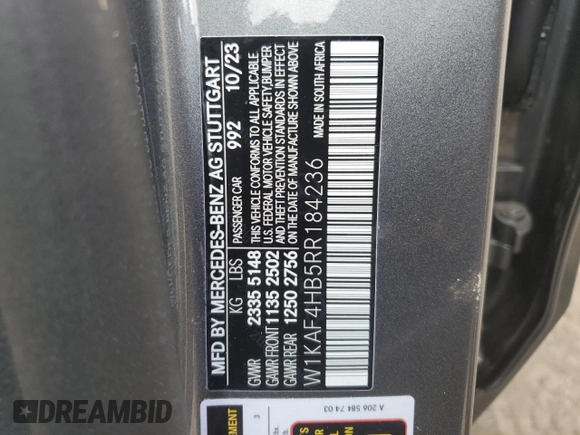 MFD BY MERCEDES-BENZ AG STUTTGART
KG LBS PASSENGER CAR 992 10/23
GVWR 2335 5148 THIS VEHICLE CONFORMS TO ALL APPLICABLE
GAWR FRONT 1135 2502 U.S. FEDERAL MOTOR VEHICLE SAFETY,BUMPER
GAWR REAR 1250 2756 AND THEFT PREVENTION STANDARDS IN EFFECT
ON THE DATE OF MANUFACTURE SHOWN ABOVE
W1KAF4HB5RR184236 MADE IN SOUTH AFRICA
A 206 584 74 03
3
autobidmaster